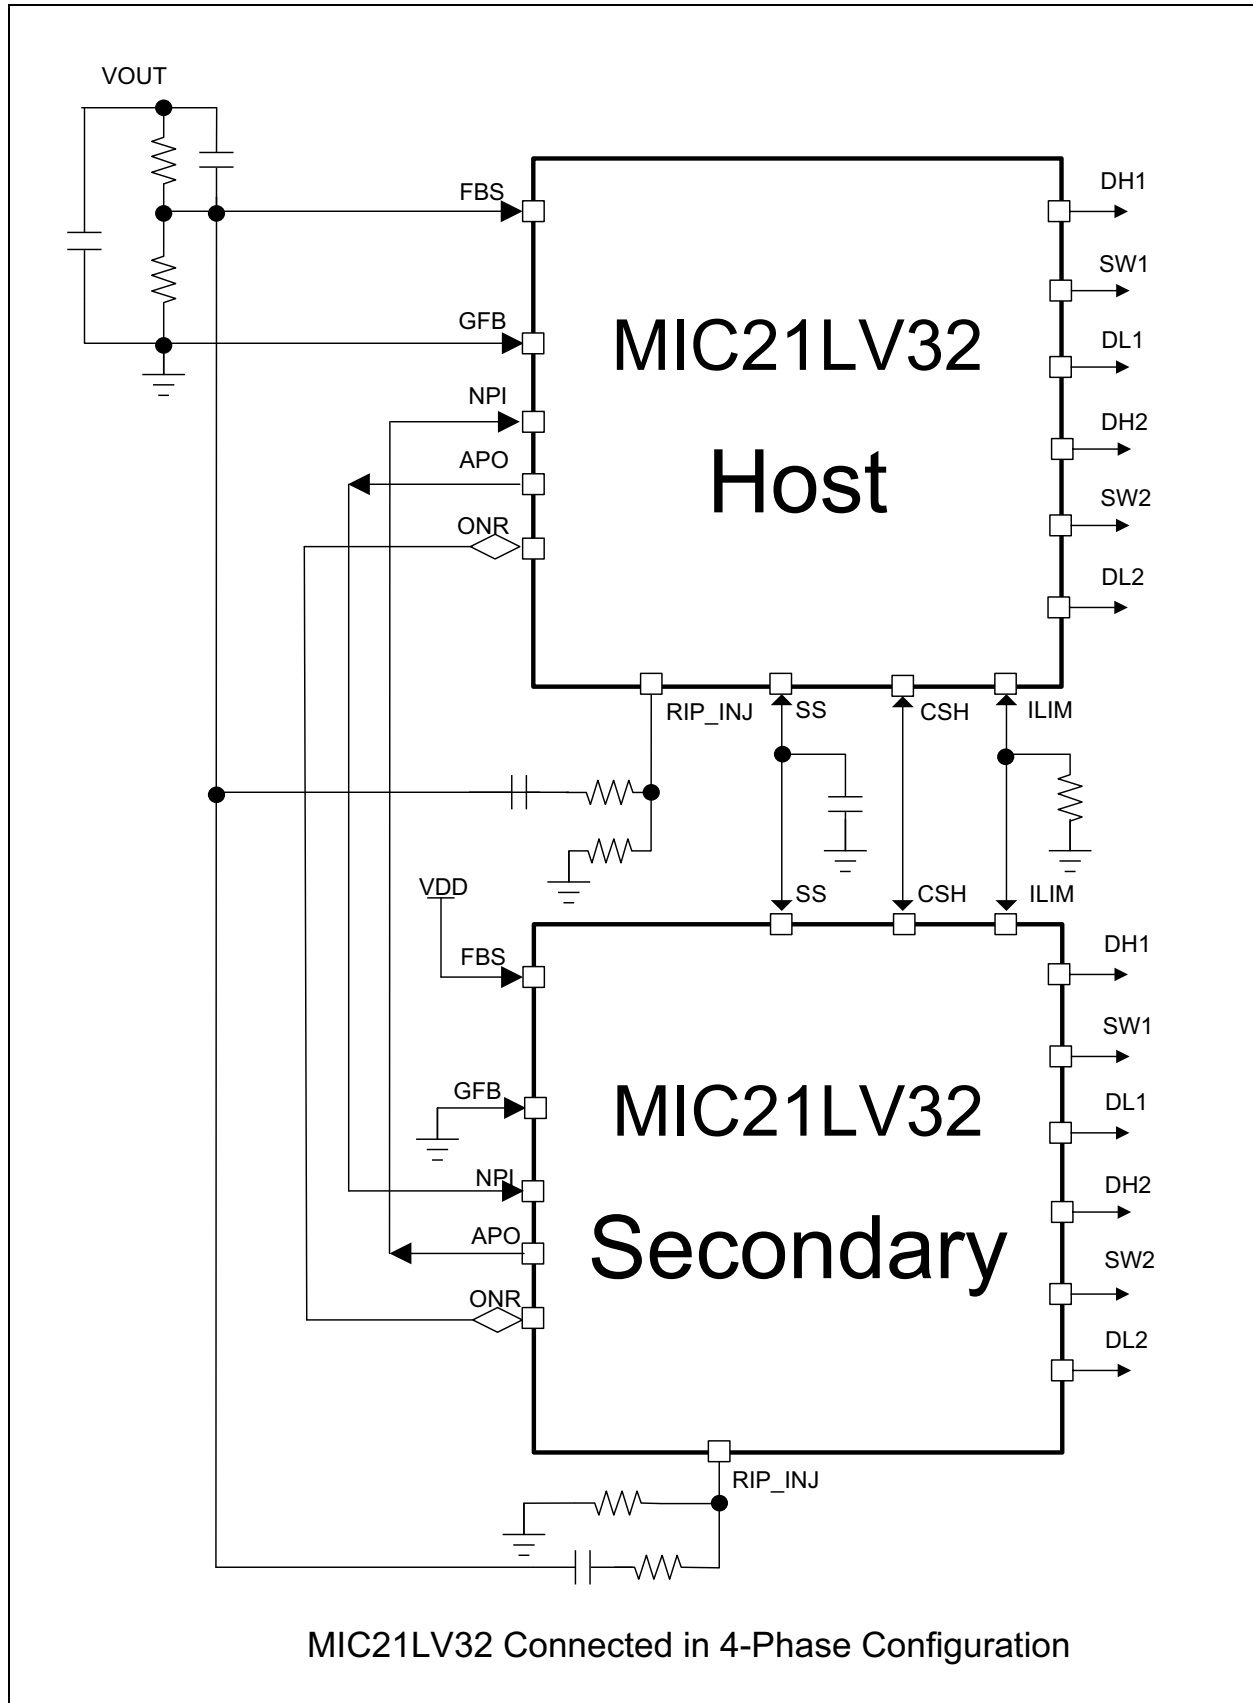 VOUT
FBS
DH1
SW1
GFB
MIC21LV32
DL1
NPI
DH2
APO
Host
SW2
ONR
DL2
RIP_INJ
SS
CSH
ILIM
VDD
SS
CSH
ILIM
FBS
DH1
SW1
GFB
MIC21LV32
DL1
NPI
DH2
APO
Secondary
SW2
ONR
DL2
RIP_INJ
MIC21LV32 Connected in 4-Phase Configuration